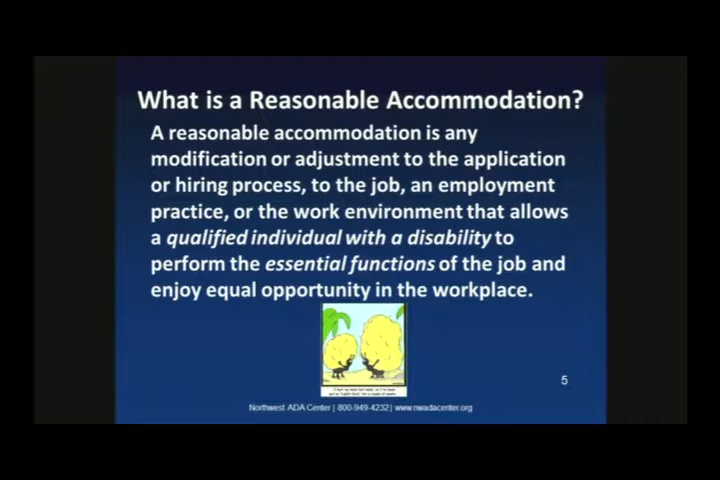 What is a Reasonable Accommodation?
A reasonable accommodation is any
modification or adjustment to the application
or hiring process, to the job, an employment
practice, or the work environment that allows
a qualified individual with a disability to
perform the essential functions of the job and
enjoy equal opportunity in the workplace.
5
Northwest ADA Center | 800-949-4232 | www.nwadacenter.org